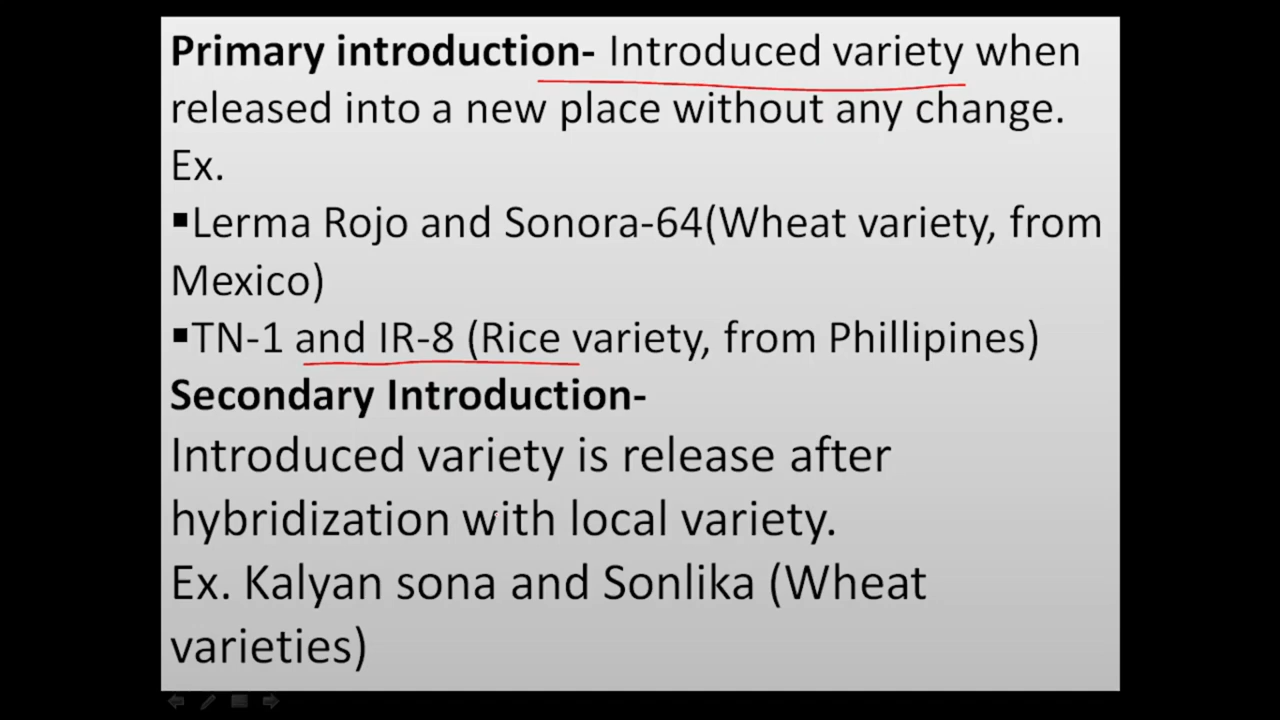 Primary introduction- Introduced variety when
released into a new place without any change.
Ex.
▪Lerma Rojo and Sonora-64(Wheat variety, from
Mexico)
▪TN-1 and IR-8 (Rice variety, from Phillipines)
Secondary Introduction-
Introduced variety is release after
hybridization with local variety.
Ex. Kalyan sona and Sonlika (Wheat
varieties)